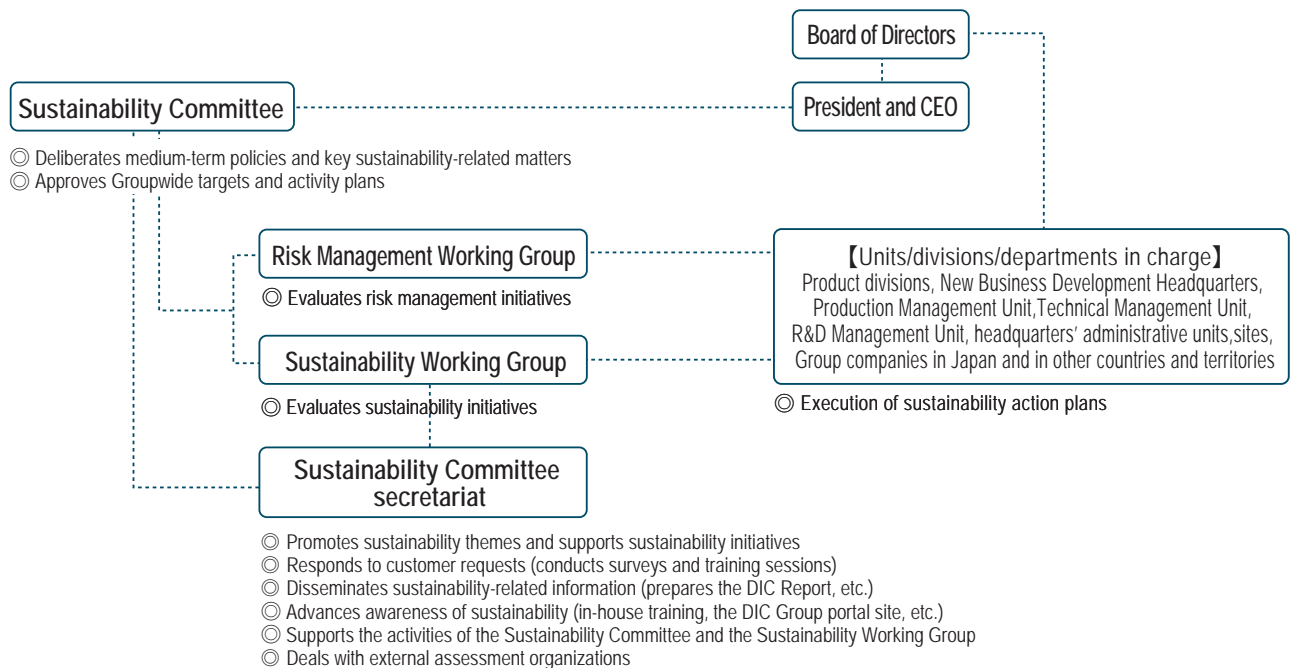 Board of Directors
Sustainability Committee
President and CEO
◎ Deliberates medium-term policies and key sustainability-related matters
◎ Approves Groupwide targets and activity plans
Risk Management Working Group
◎ Evaluates risk management initiatives
Sustainability Working Group
◎ Evaluates sustainability initiatives
【Units/divisions/departments in charge】
Product divisions, New Business Development Headquarters,
Production Management Unit,Technical Management Unit,
R&D Management Unit, headquarters’ administrative units,sites,
Group companies in Japan and in other countries and territories
◎ Execution of sustainability action plans
Sustainability Committee
secretariat
◎ Promotes sustainability themes and supports sustainability initiatives
◎ Responds to customer requests (conducts surveys and training sessions)
◎ Disseminates sustainability-related information (prepares the DIC Report, etc.)
◎ Advances awareness of sustainability (in-house training, the DIC Group portal site, etc.)
◎ Supports the activities of the Sustainability Committee and the Sustainability Working Group
◎ Deals with external assessment organizations